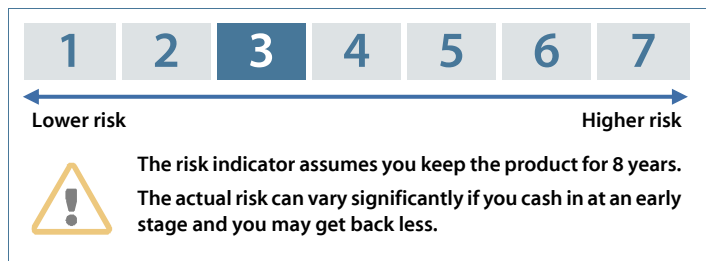 1 2 3 4 5 6 7
Lower risk Higher risk
The risk indicator assumes you keep the product for 8 years.
The actual risk can vary significantly if you cash in at an early
stage and you may get back less.